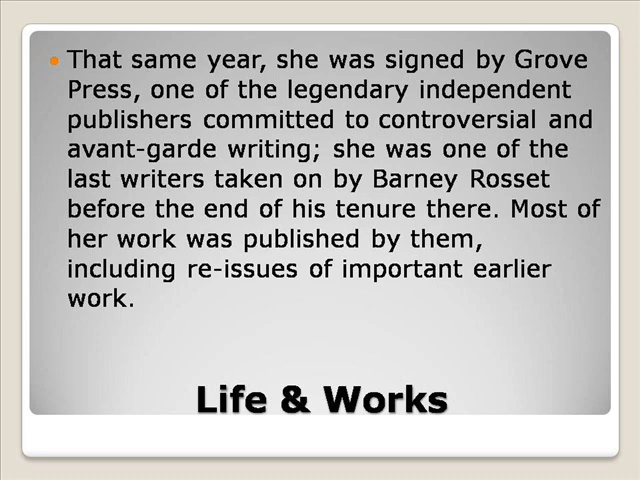 That same year, she was signed by Grove
Press, one of the legendary independent
publishers committed to controversial and
avant-garde writing; she was one of the
last writers taken on by Barney Rosset
before the end of his tenure there. Most of
her work was published by them,
including re-issues of important earlier
work.
Life & Works